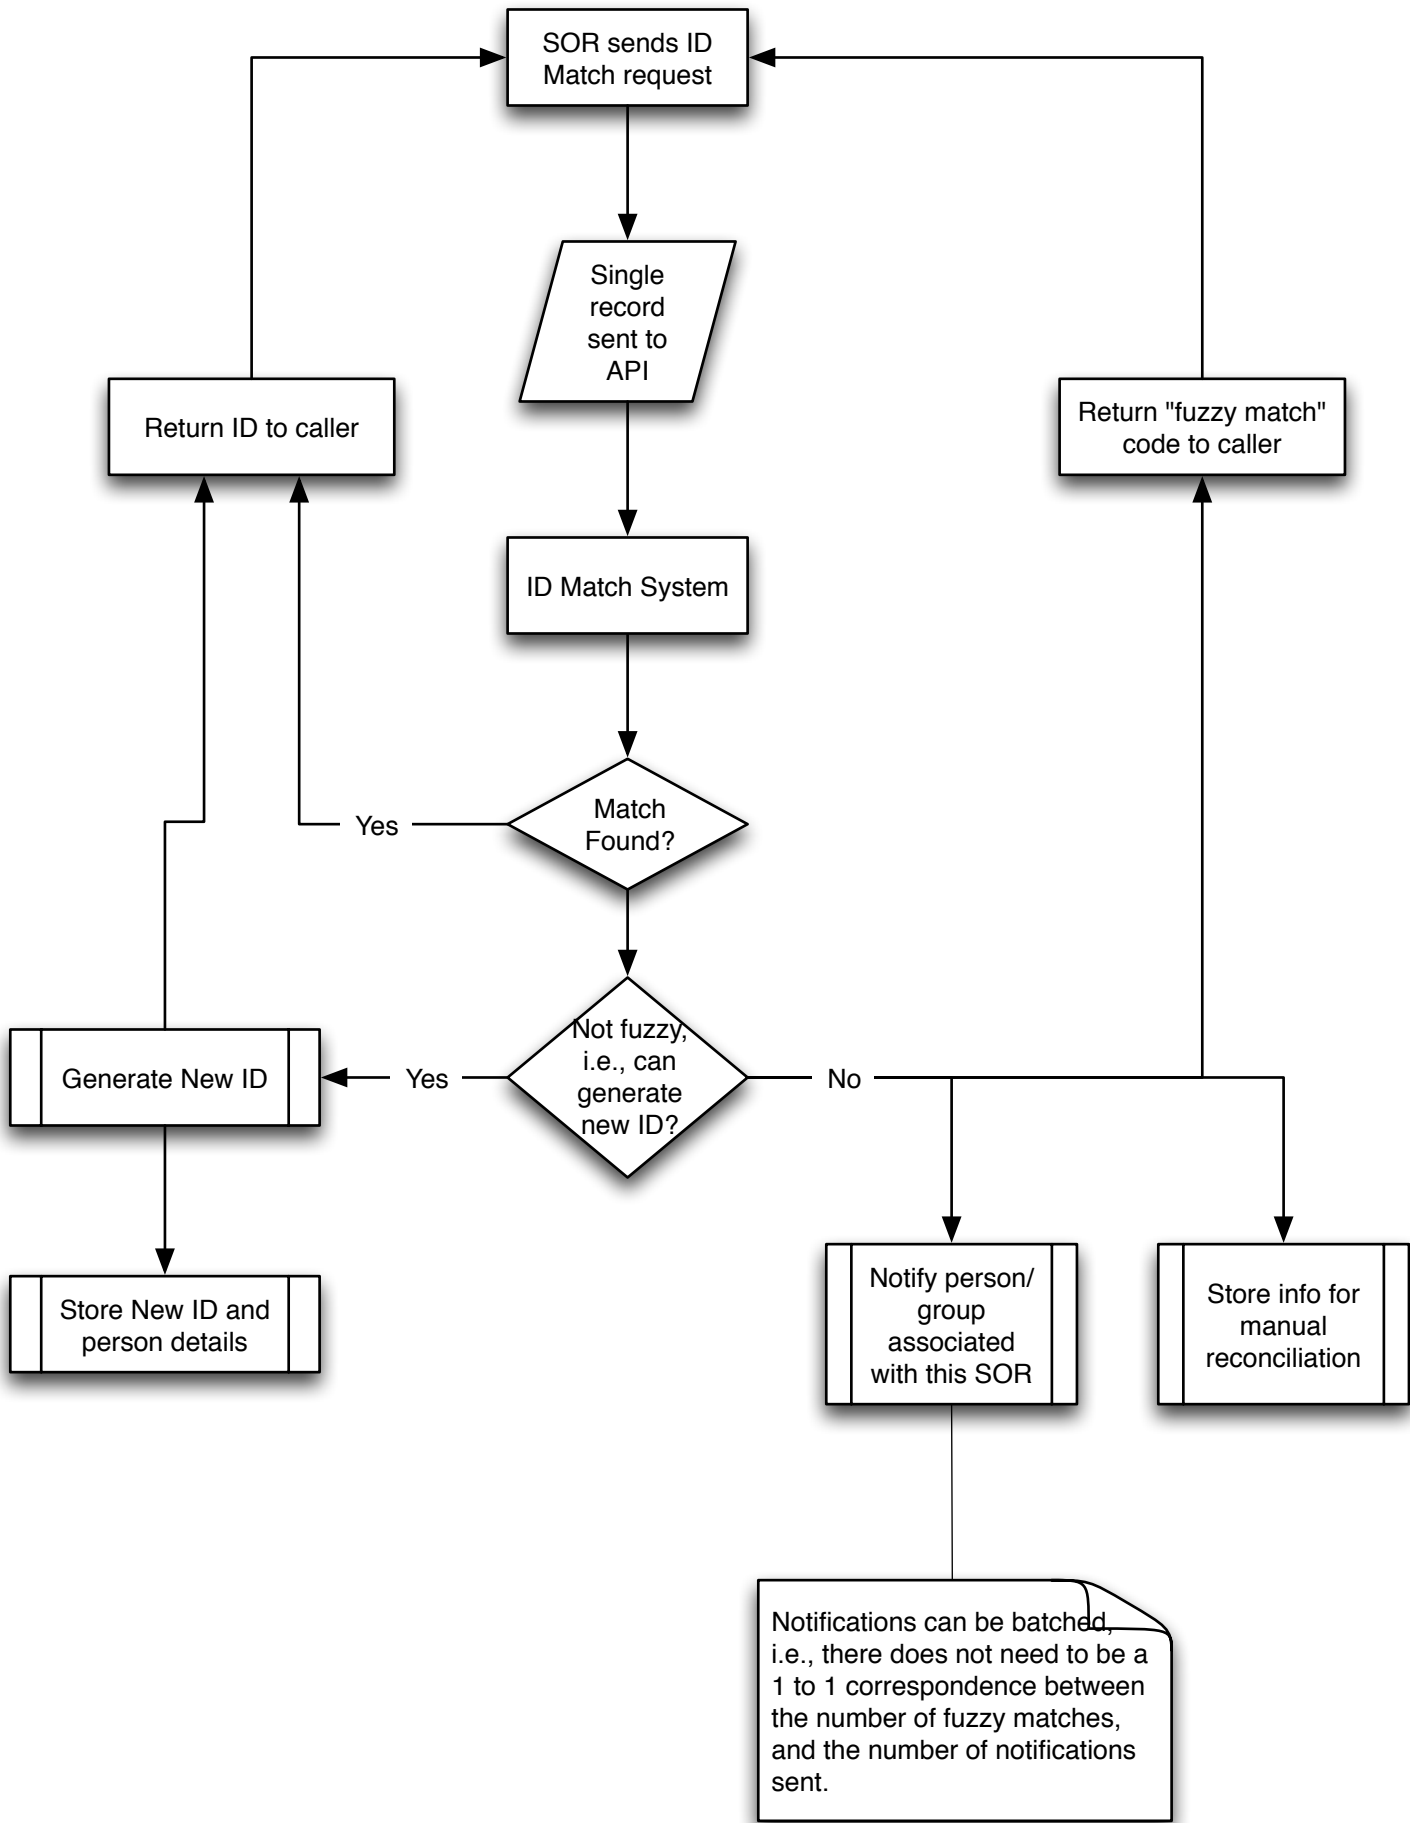 SOR sends ID
Match request
Single
record
sent to
API
Return ID to caller
Return "fuzzy match"
code to caller
ID Match System
Match
Found?
Yes
Not fuzzy,
i.e., can
generate
new ID?
Yes
No
Generate New ID
Store New ID and
person details
Notify person/
group
associated
with this SOR
Store info for
manual
reconciliation
Notifications can be batched,
i.e., there does not need to be a
1 to 1 correspondence between
the number of fuzzy matches,
and the number of notifications
sent.